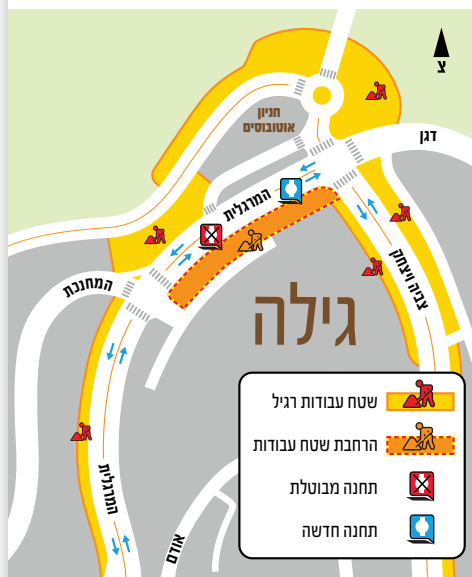 צ
חניון
אוטובוסים
דגן
המרגלית
המחנכת
צביה ויצחק
גילה
שטח עבודות רגיל
הרחבת שטח עבודות
תחנה מבוטלת
תחנה חדשה
המרגלית
אודם